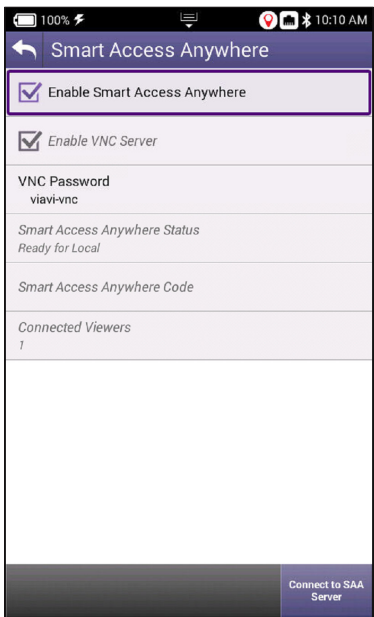 100% 10:10 AM
Smart Access Anywhere
Enable Smart Access Anywhere
Enable VNC Server
VNC Password
viavi-vnc
Smart Access Anywhere Status
Ready for Local
Smart Access Anywhere Code
Connected Viewers
1
Connect to SAA
Server